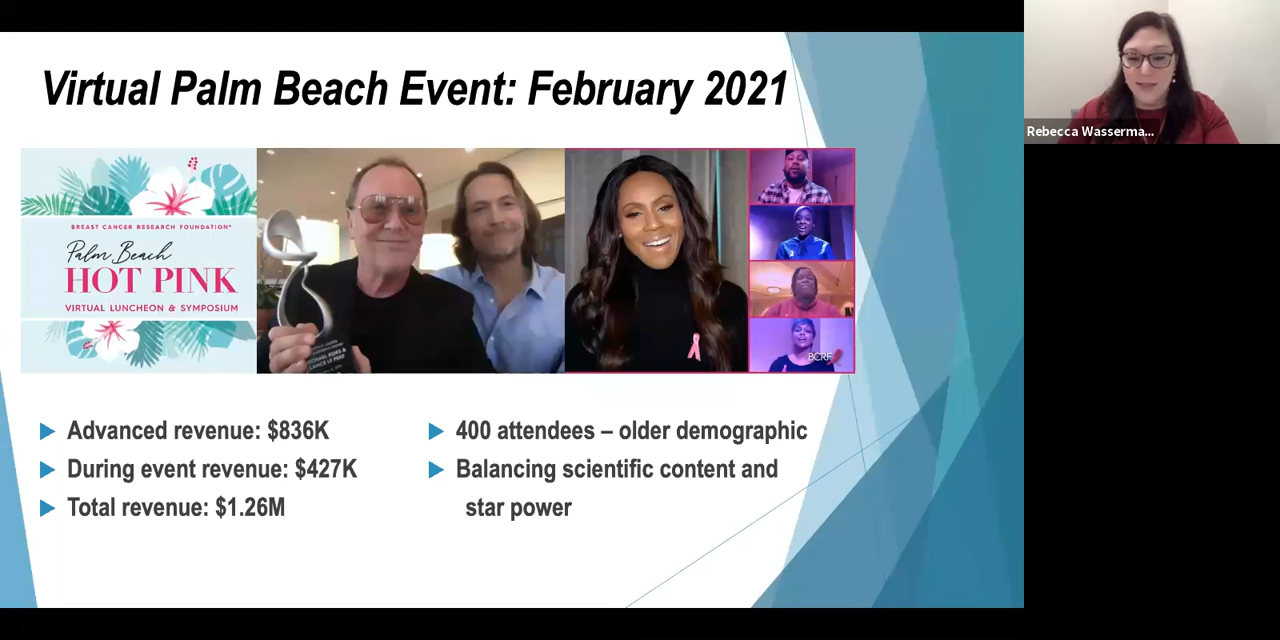 Virtual Palm Beach Event: February 2021
BREAST CANCER RESEARCH FOUNDATION®
Palm Beach
HOT PINK
VIRTUAL LUNCHEON & SYMPOSIUM
BCRF
Advanced revenue: $836K
During event revenue: $427K
Total revenue: $1.26M
400 attendees – older demographic
Balancing scientific content and
star power
Rebecca Wasserma...